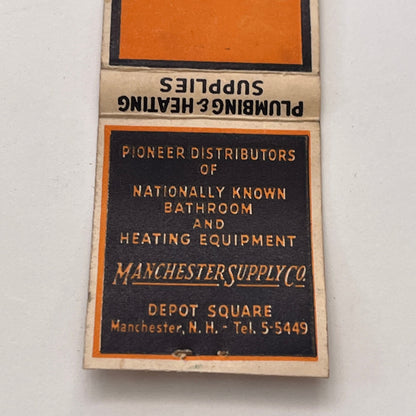 PLUMBING & HEATING
SUPPLIES
PIONEER DISTRIBUTORS
OF
NATIONALLY KNOWN
BATHROOM
AND
HEATING EQUIPMENT
MANCHESTER SUPPLY CO.
DEPOT SQUARE
Manchester, N. H. - Tel. 5-5449